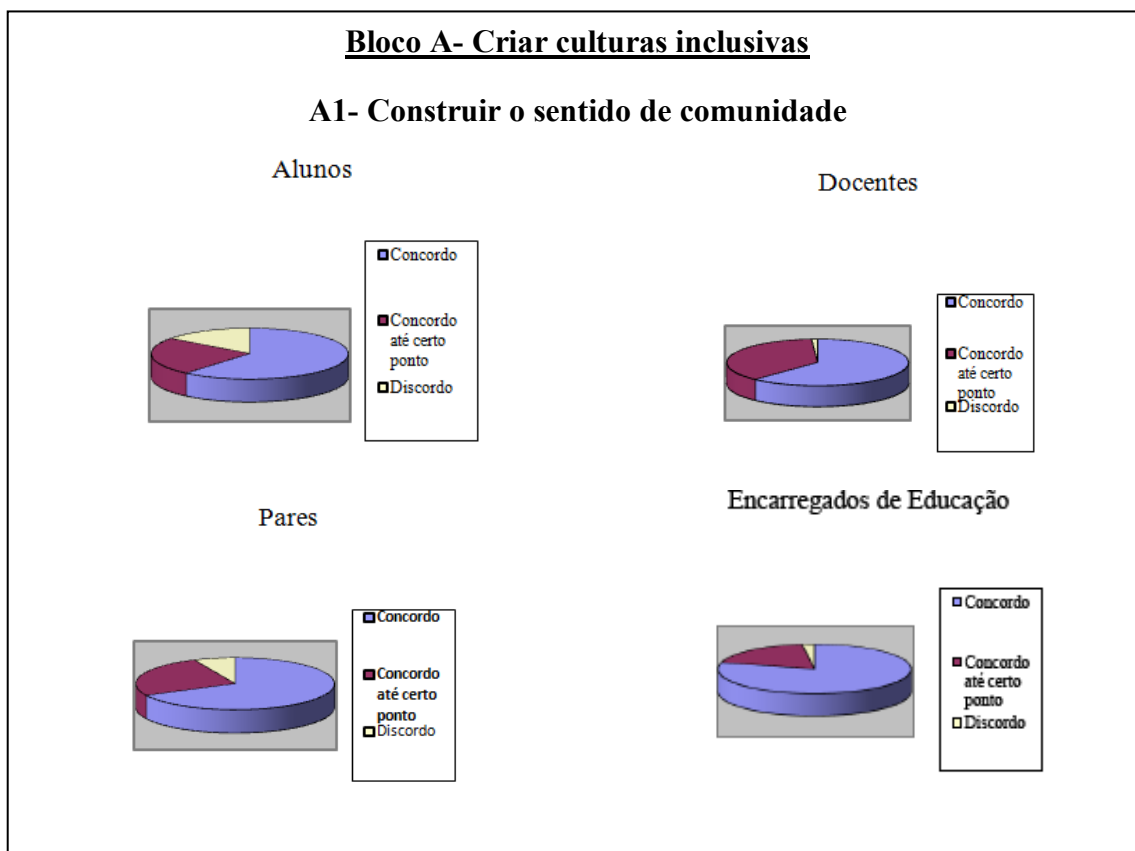 Bloco A- Criar culturas inclusivas
A1- Construir o sentido de comunidade
Alunos
Concordo
Concordo
até certo
ponto
Discordo
Docentes
Concordo
Concordo
até certo
ponto
Discordo
Pares
Concordo
Concordo
até certo
ponto
Discordo
Encarregados de Educação
Concordo
Concordo
até certo
ponto
Discordo